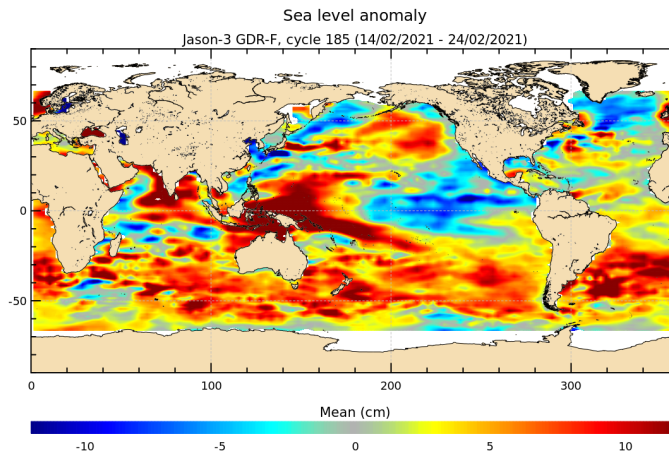 Sea level anomaly
Jason-3 GDR-F, cycle 185 (14/02/2021 - 24/02/2021)
50
0
-50
0 100 200 300
Mean (cm)
-10 -5 0 5 10